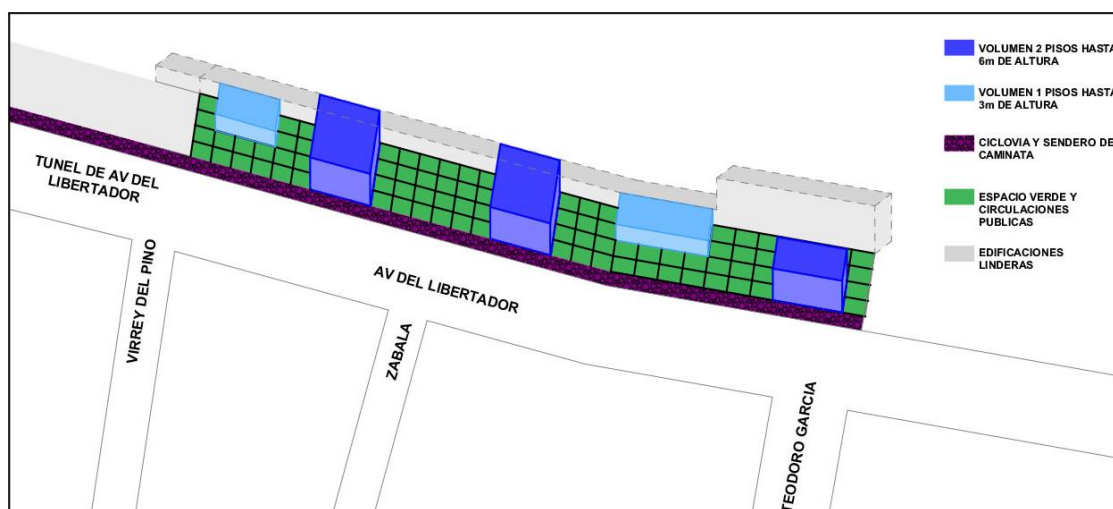 VOLUMEN 2 PISOS HASTA
6m DE ALTURA
VOLUMEN 1 PISOS HASTA
3m DE ALTURA
CICLOVIA Y SENDERO DE
CAMINATA
ESPACIO VERDE Y
CIRCULACIONES
PUBLICAS
EDIFICACIONES
LINDERAS
TUNEL DE AV DEL
LIBERTADOR
AV DEL LIBERTADOR
VIRREY DEL PINO
ZABALA
TEODORO GARCIA